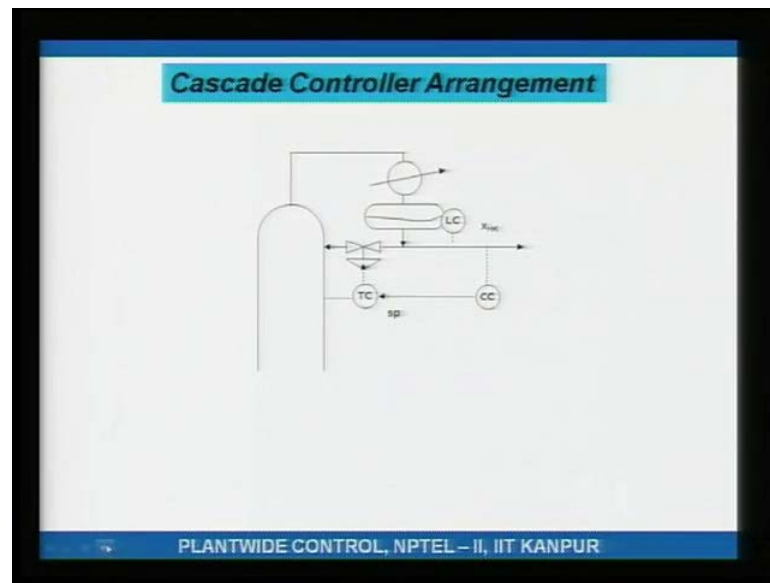 Cascade Controller Arrangement
LC
TC
CC
sp
PLANTWIDE CONTROL, NPTEL – II, IIT KANPUR